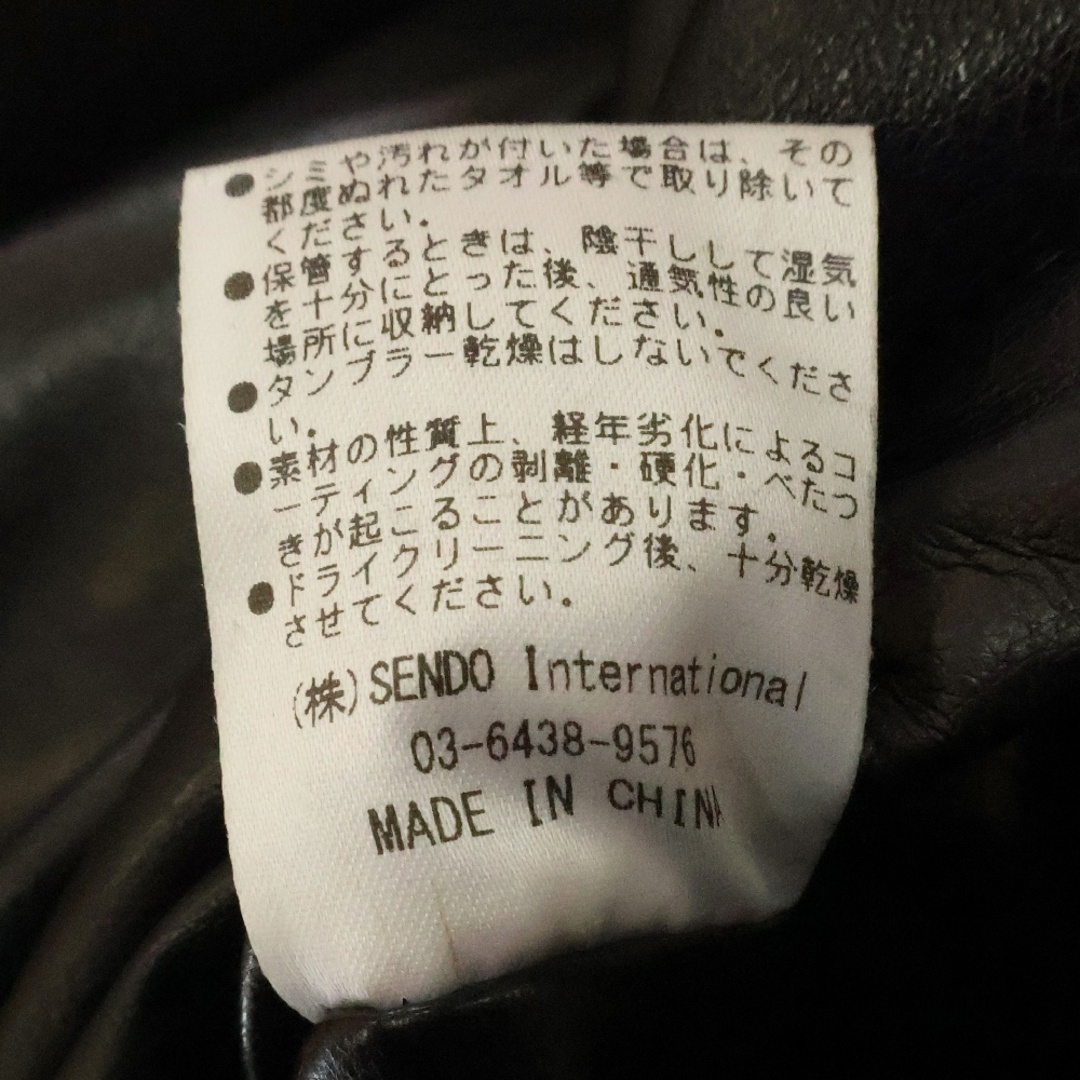 ●シミや汚れが付いた場合は、その
都度ぬれたタオル等で取り除いて
ください。
●保管するときは、陰干しして湿気
を十分にとった後、通気性の良い
場所に収納してください。
●タンブラー乾燥はしないでくださ
い。
●素材の性質上、経年劣化によるコ
ーティングの剥離・硬化・べたつ
きが起こることがあります。
●ドライクリーニング後、十分乾燥
させてください。
(株)SENDO International
03-6438-9576
MADE IN CHINA